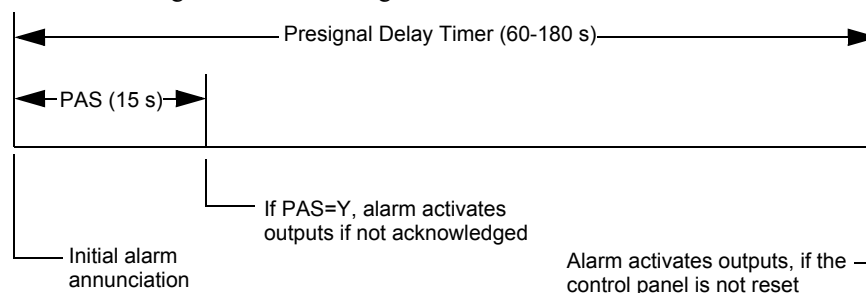 Presignal Delay Timer (60-180 s)
PAS (15 s)
If PAS=Y, alarm activates
outputs if not acknowledged
Initial alarm
annunciation
Alarm activates outputs, if the
control panel is not reset